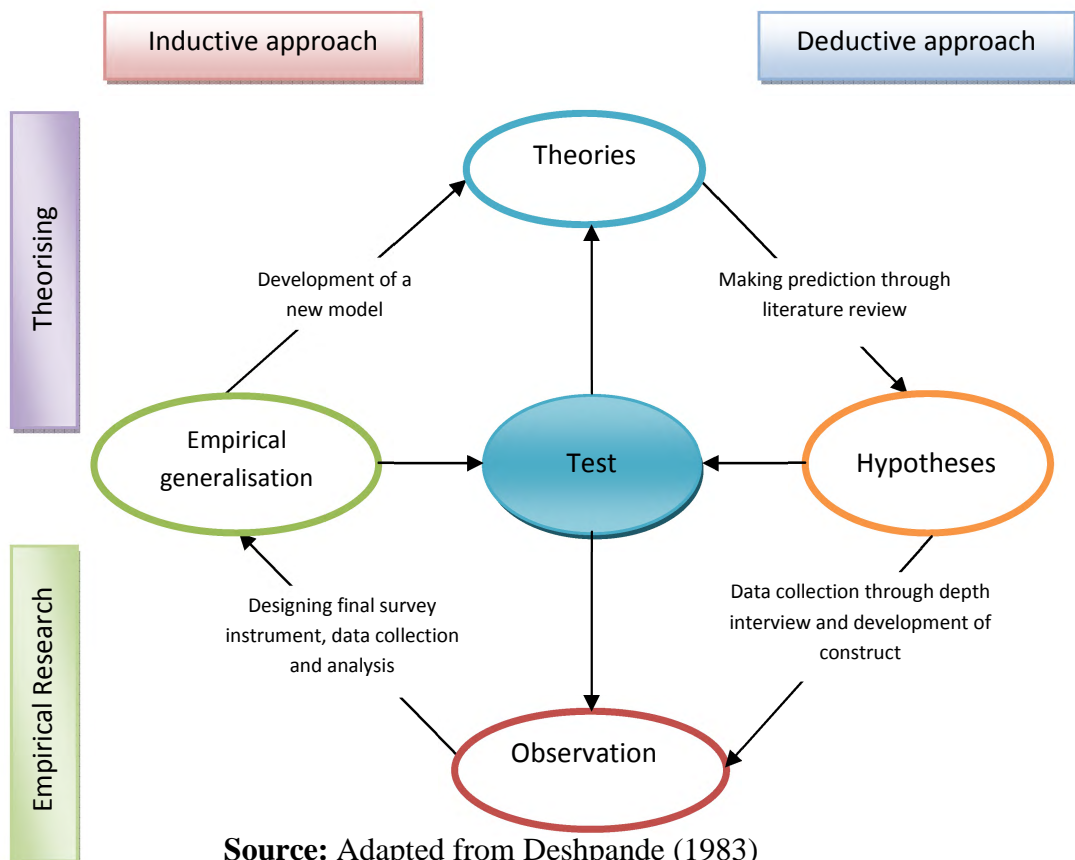 Inductive approach
Deductive approach
Theorising
Theories
Development of a
new model
Making prediction through
literature review
Empirical
generalisation
Test
Hypotheses
Empirical Research
Designing final survey
instrument, data collection
and analysis
Data collection through depth
interview and development of
construct
Observation
Source: Adapted from Deshpande (1983)